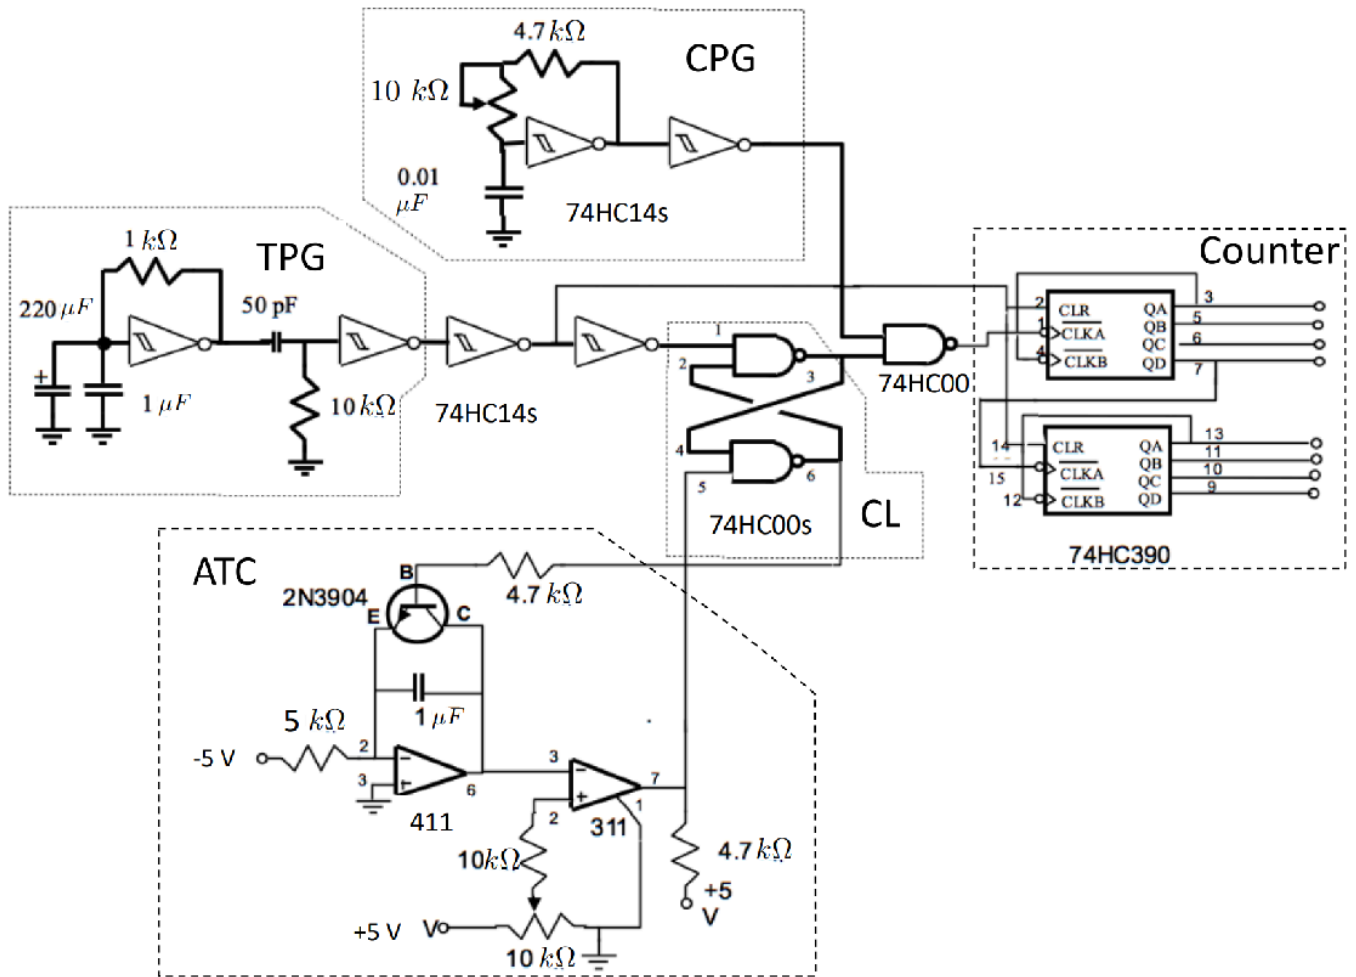 4.7 kΩ
CPG
10 kΩ
0.01
μF
74HC14s
1 kΩ
TPG
220 μF
50 pF
+
1 μF
10 kΩ
74HC14s
1
2
3
4
5
6
74HC00s
CL
74HC00
Counter
2 CLR QA 3
1 CLKA QB 5
QC 6
4 CLKB QD 7
14 CLR QA 13
15 CLKA QB 11
QC 10
12 CLKB QD 9
74HC390
ATC
B
2N3904
E C
4.7 kΩ
1 μF
5 kΩ
-5 V
2 −
3 +
6
411
3 −
2 +
7
1
311
10kΩ
4.7 kΩ
+5
V
+5 V V
10 kΩ